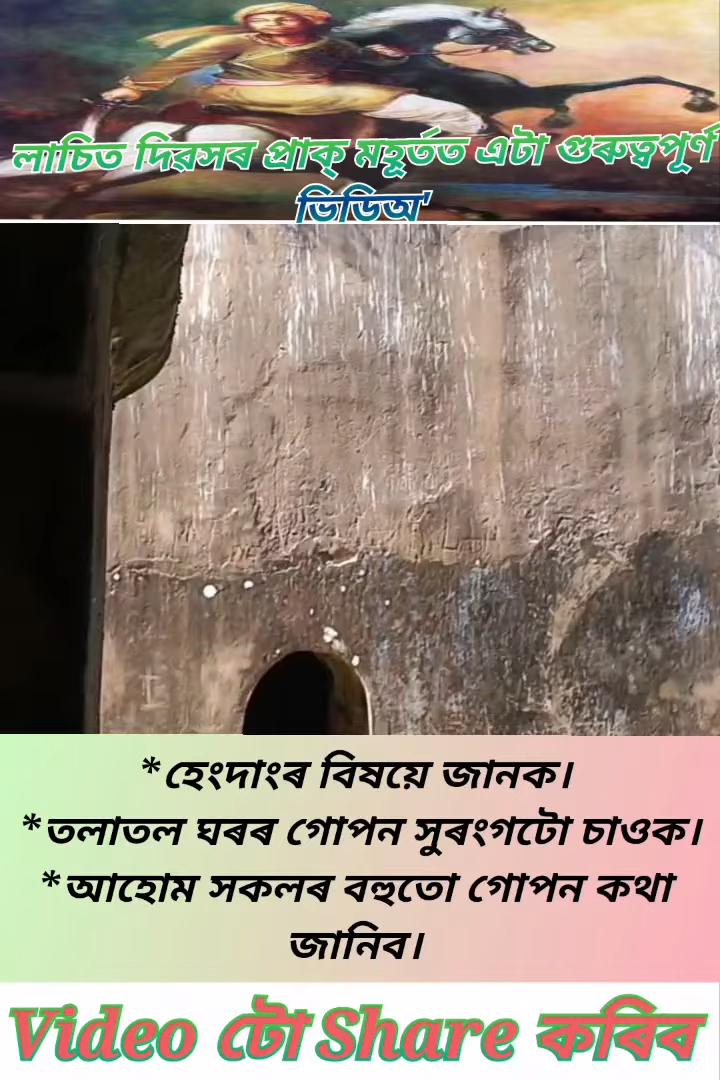 লাচিত দিৱসৰ প্ৰাক্ মহূৰ্তত এটা গুৰুত্বপূৰ্ণ
ভিডিঅ'
*হেংদাংৰ বিষয়ে জানক।
*তলাতল ঘৰৰ গোপন সুৰংগটো চাওক।
*আহোম সকলৰ বহুতো গোপন কথা
জানিব।
Video টো Share কৰিব